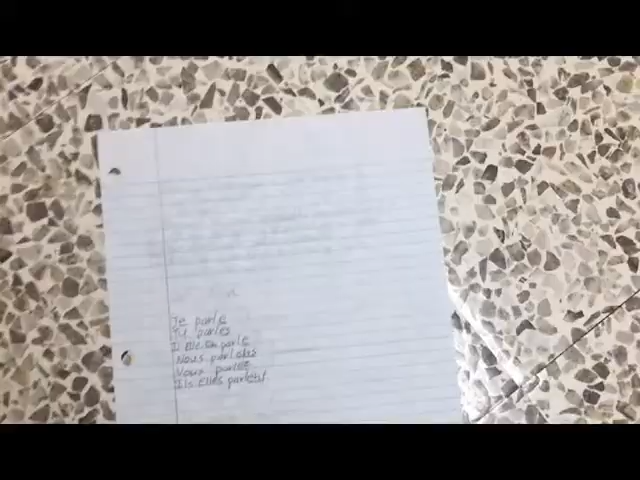 Je parle
Tu parles
Il Elle On parle
Nous parlons
Vous parlez
Ils Elles parlent